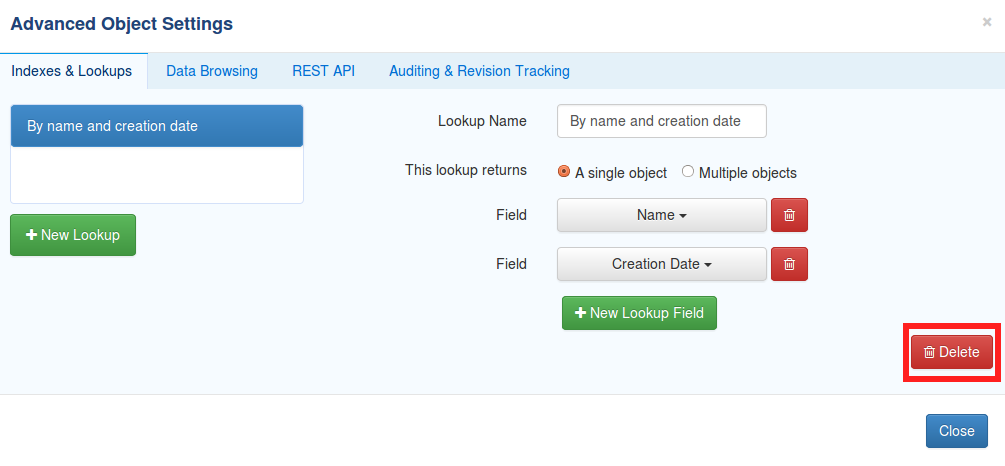 Advanced Object Settings
×
Indexes & Lookups Data Browsing REST API Auditing & Revision Tracking
By name and creation date
New Lookup
Lookup Name By name and creation date
This lookup returns A single object Multiple objects
Field Name
Field Creation Date
New Lookup Field
Delete
Close